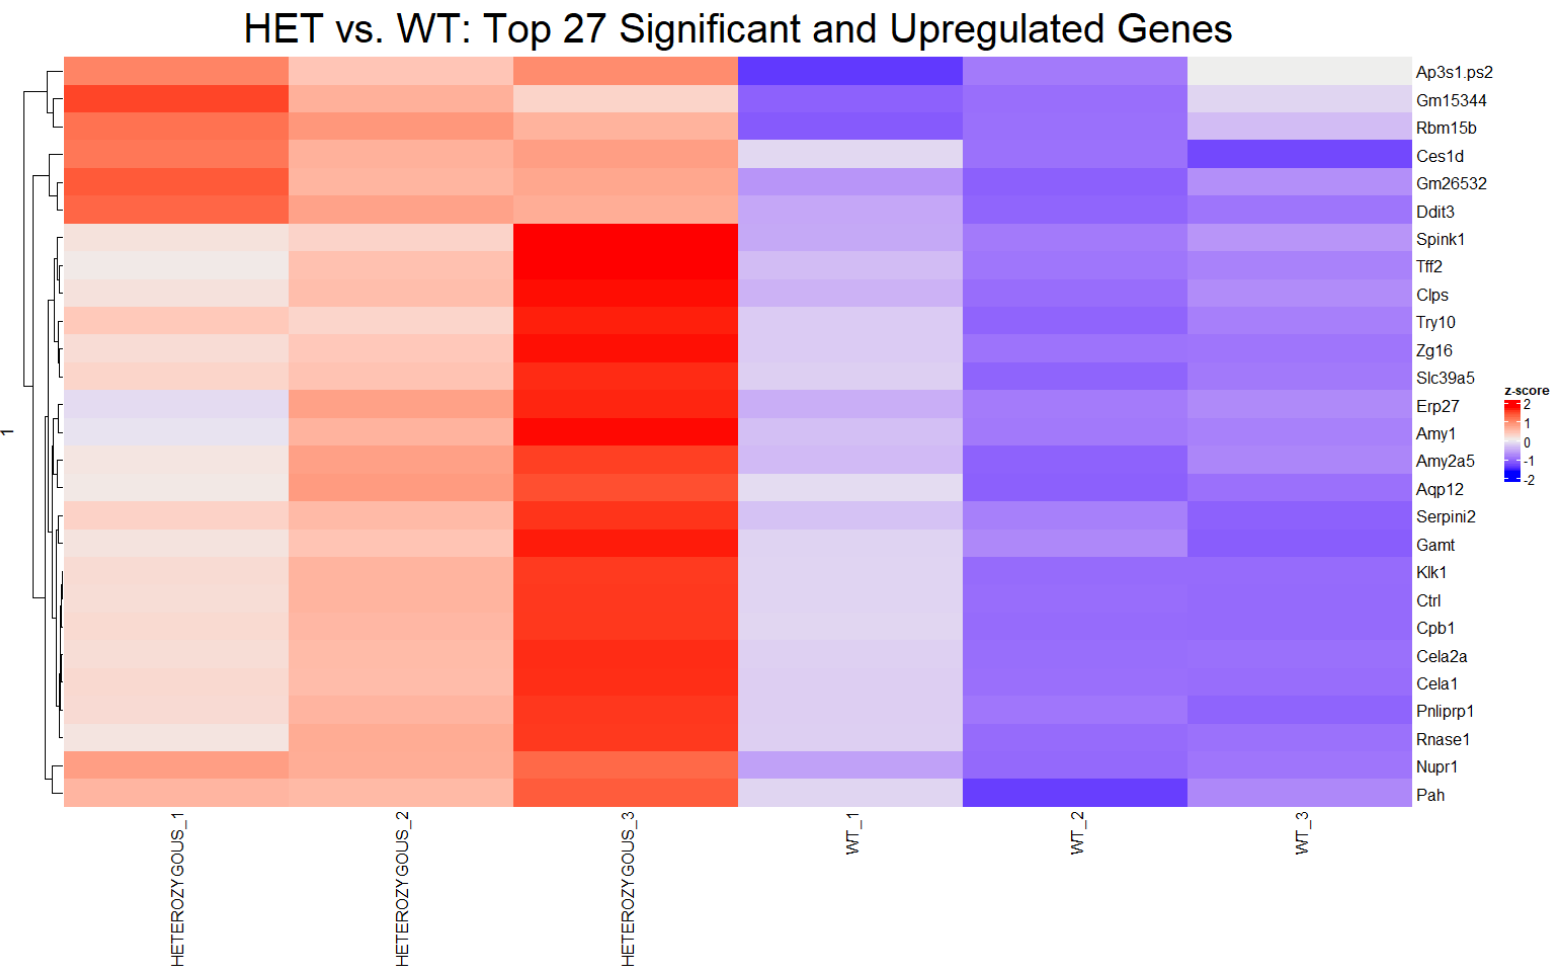 HET vs. WT: Top 27 Significant and Upregulated Genes
Ap3s1.ps2
Gm15344
Rbm15b
Ces1d
Gm26532
Ddit3
Spink1
Tff2
Clps
Try10
Zg16
Slc39a5
Erp27
Amy1
Amy2a5
Aqp12
Serpini2
Gamt
Klk1
Ctrl
Cpb1
Cela2a
Cela1
Pnliprp1
Rnase1
Nupr1
Pah
1
z-score
2
1
0
-1
-2
HETEROZYGOUS_1
HETEROZYGOUS_2
HETEROZYGOUS_3
WT_1
WT_2
WT_3